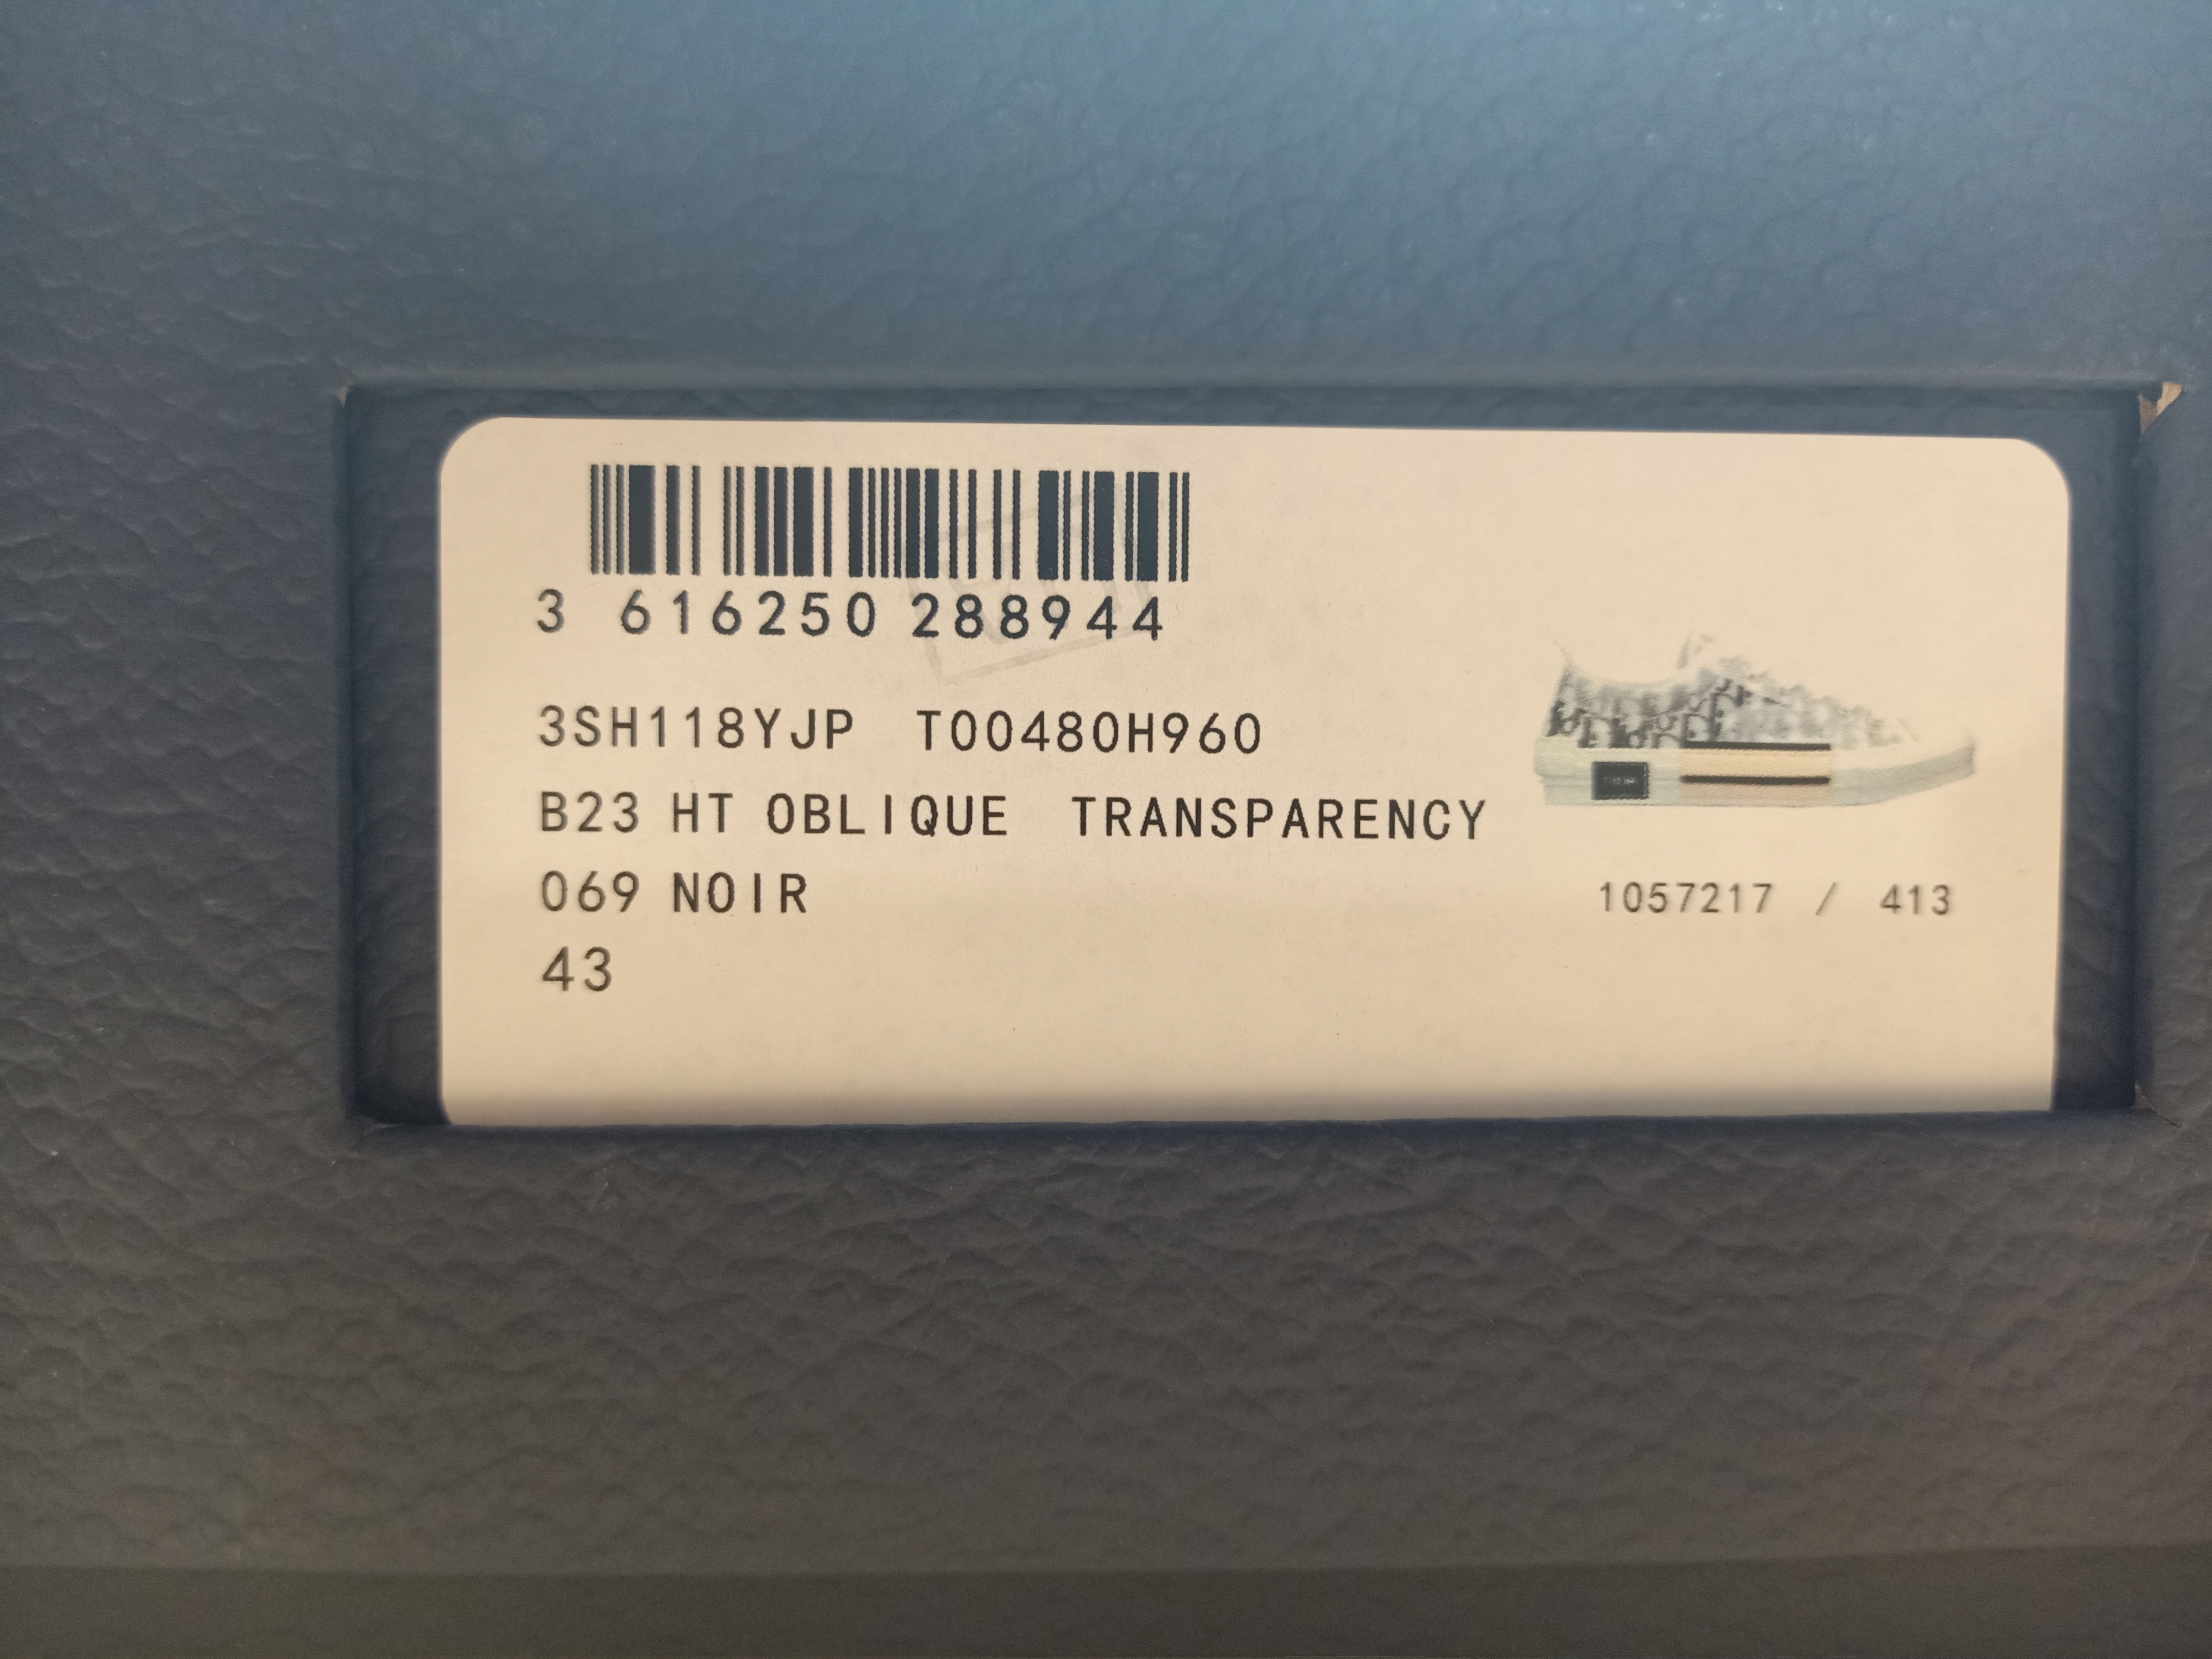 3 616250 288944
3SH118YJP T00480H960
B23 HT OBLIQUE TRANSPARENCY
069 NOIR
1057217 / 413
43